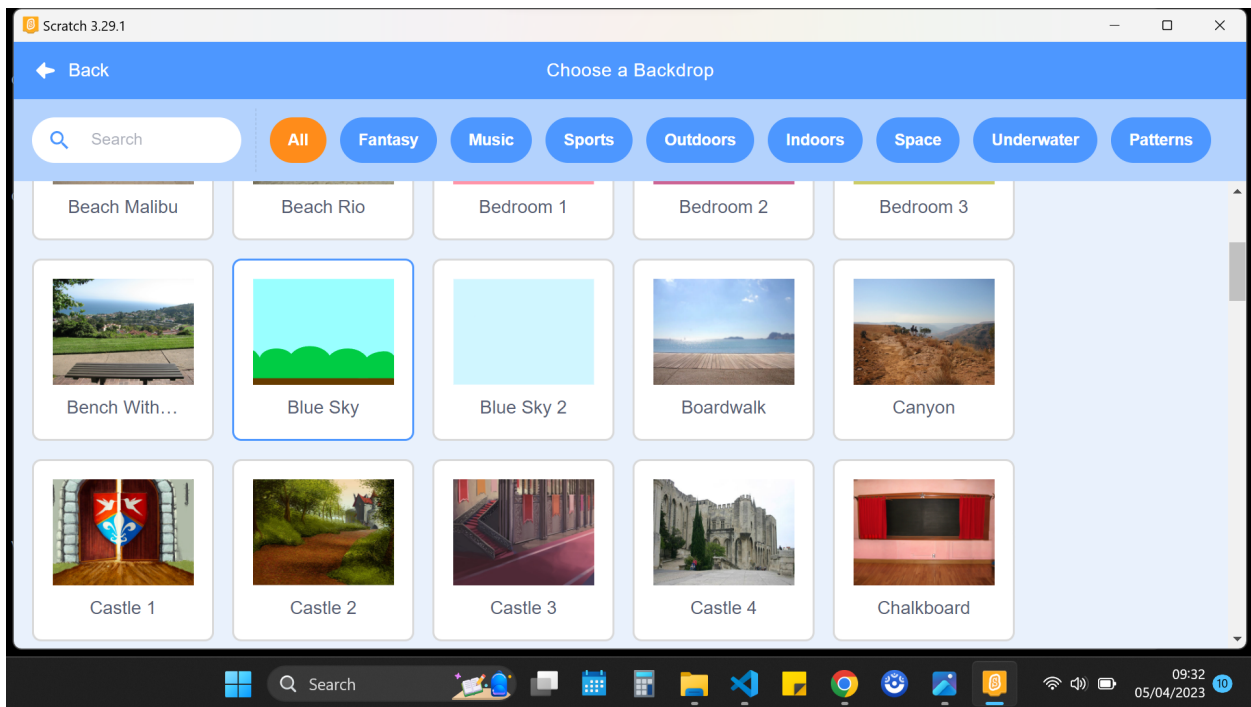 Scratch 3.29.1
Back
Choose a Backdrop
Search
All
Fantasy
Music
Sports
Outdoors
Indoors
Space
Underwater
Patterns
Beach Malibu
Beach Rio
Bedroom 1
Bedroom 2
Bedroom 3
Bench With...
Blue Sky
Blue Sky 2
Boardwalk
Canyon
Castle 1
Castle 2
Castle 3
Castle 4
Chalkboard
Search
09:32
05/04/2023
10